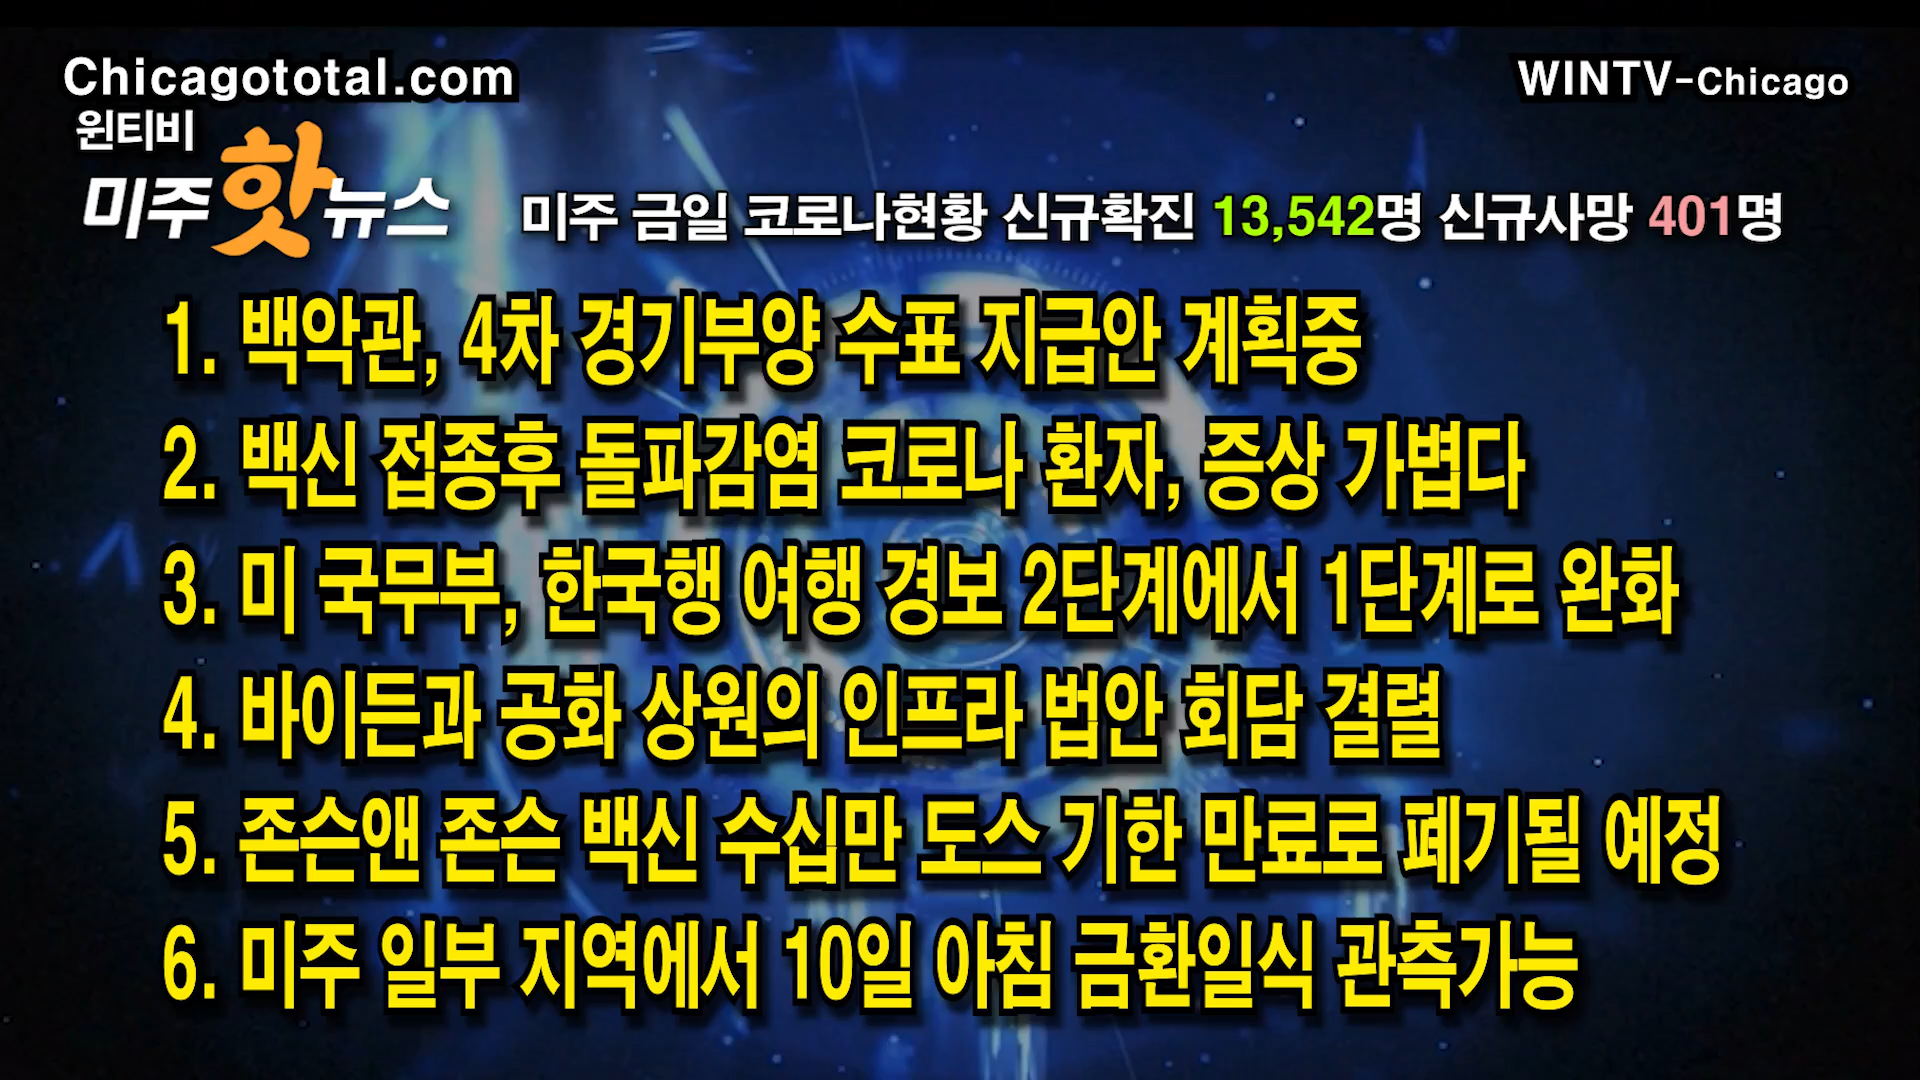 Chicagototal.com
WINTV-Chicago
윈티비
미주 핫뉴스
미주 금일 코로나현황 신규확진 13,542명 신규사망 401명
1. 백악관, 4차 경기부양 수표 지급안 계획중
2. 백신 접종후 돌파감염 코로나 환자, 증상 가볍다
3. 미 국무부, 한국행 여행 경보 2단계에서 1단계로 완화
4. 바이든과 공화 상원의 인프라 법안 회담 결렬
5. 존슨앤 존슨 백신 수십만 도스 기한 만료로 폐기될 예정
6. 미주 일부 지역에서 10일 아침 금환일식 관측가능